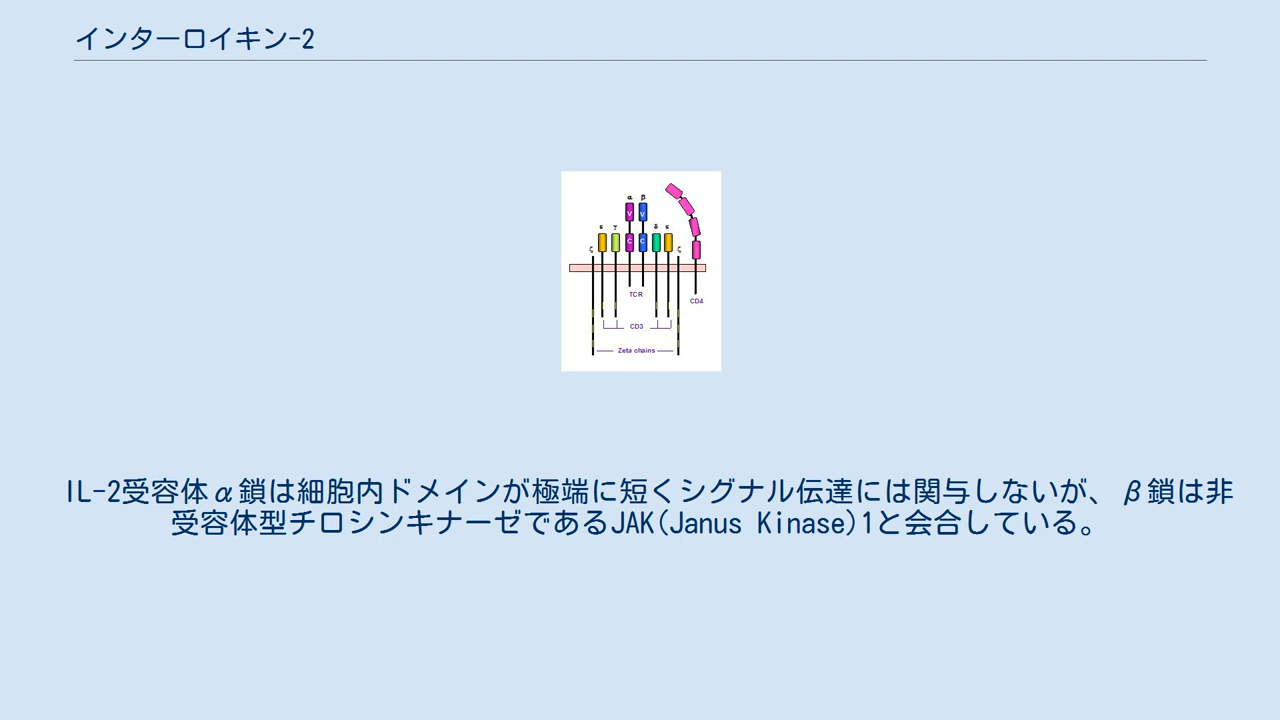 インターロイキン-2
α β
V V
ε γ δ ε
ζ C C ζ
TCR
CD4
CD3
Zeta chains
IL-2受容体α鎖は細胞内ドメインが極端に短くシグナル伝達には関与しないが、β鎖は非
受容体型チロシンキナーゼであるJAK(Janus Kinase)1と会合している。